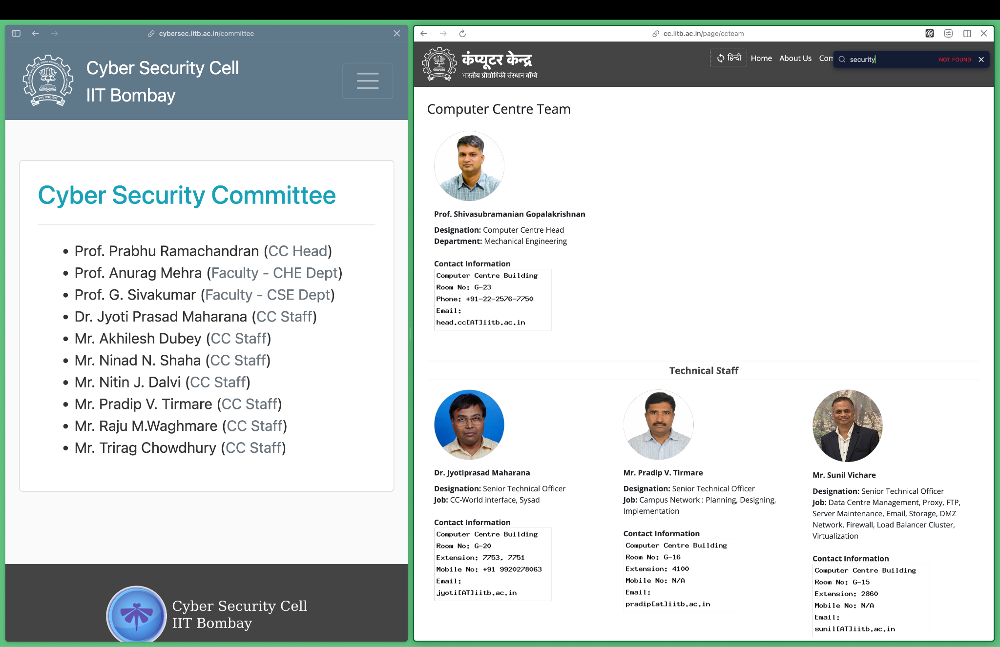 cybersec.iitb.ac.in/committee
Cyber Security Cell
IIT Bombay
Cyber Security Committee
Prof. Prabhu Ramachandran (CC Head)
Prof. Anurag Mehra (Faculty - CHE Dept)
Prof. G. Sivakumar (Faculty - CSE Dept)
Dr. Jyoti Prasad Maharana (CC Staff)
Mr. Akhilesh Dubey (CC Staff)
Mr. Ninad N. Shaha (CC Staff)
Mr. Nitin J. Dalvi (CC Staff)
Mr. Pradip V. Tirmare (CC Staff)
Mr. Raju M.Waghmare (CC Staff)
Mr. Trirag Chowdhury (CC Staff)
Cyber Security Cell
IIT Bombay
cc.iitb.ac.in/page/ccteam
कंप्यूटर केन्द्र
भारतीय प्रौद्योगिकी संस्थान बॉम्बे
हिन्दी Home About Us Com
security NOT FOUND
Computer Centre Team
Prof. Shivasubramanian Gopalakrishnan
Designation: Computer Centre Head
Department: Mechanical Engineering
Contact Information
Computer Centre Building
Room No: G-23
Phone: +91-22-2576-7750
Email:
head.cc[AT]iitb.ac.in
Technical Staff
Dr. Jyotiprasad Maharana
Designation: Senior Technical Officer
Job: CC-World interface, Sysad
Contact Information
Computer Centre Building
Room No: G-20
Extension: 7753, 7751
Mobile No: +91 9920278063
Email:
jyoti[AT]iitb.ac.in
Mr. Pradip V. Tirmare
Designation: Senior Technical Officer
Job: Campus Network : Planning, Designing,
Implementation
Contact Information
Computer Centre Building
Room No: G-16
Extension: 4100
Mobile No: N/A
Email:
pradip[at]iitb.ac.in
Mr. Sunil Vichare
Designation: Senior Technical Officer
Job: Data Centre Management, Proxy, FTP,
Server Maintenance, Email, Storage, DMZ
Network, Firewall, Load Balancer Cluster,
Virtualization
Contact Information
Computer Centre Building
Room No: G-15
Extension: 2860
Mobile No: N/A
Email:
sunil[AT]iitb.ac.in